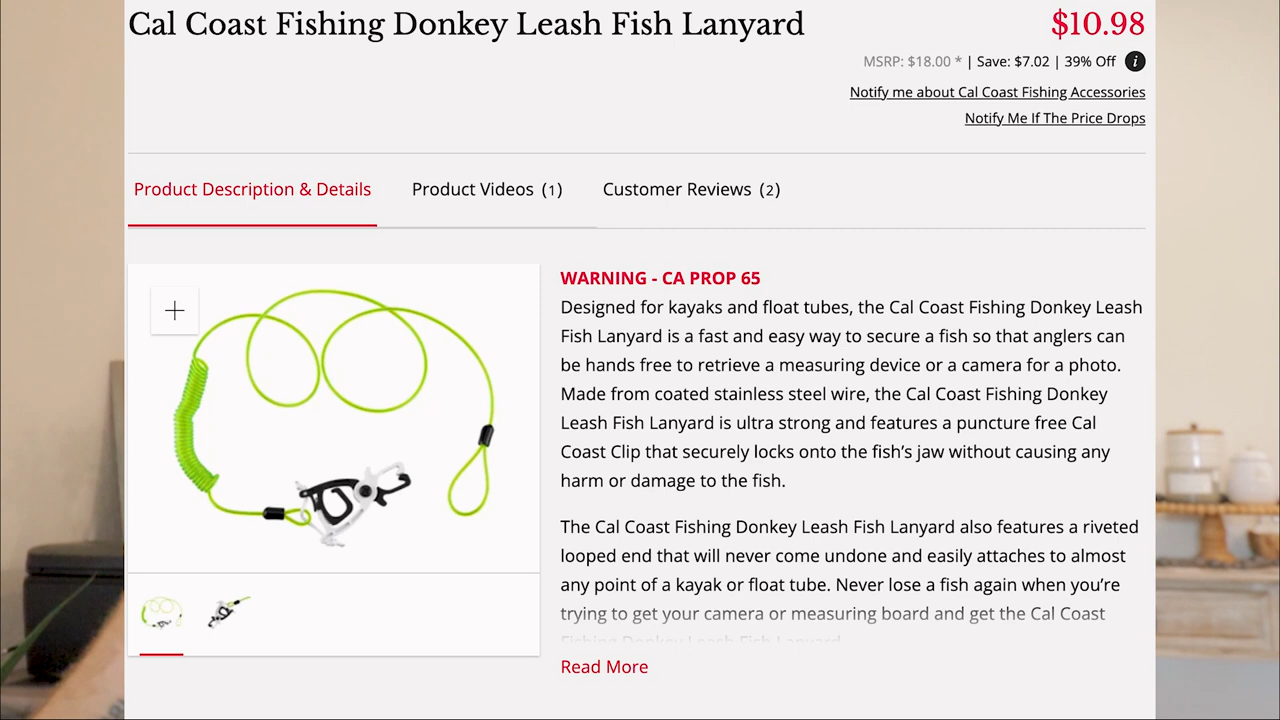 Cal Coast Fishing Donkey Leash Fish Lanyard
$10.98
MSRP: $18.00 * | Save: $7.02 | 39% Off i
Notify me about Cal Coast Fishing Accessories
Notify Me If The Price Drops
Product Description & Details
Product Videos (1)
Customer Reviews (2)
WARNING - CA PROP 65
Designed for kayaks and float tubes, the Cal Coast Fishing Donkey Leash
Fish Lanyard is a fast and easy way to secure a fish so that anglers can
be hands free to retrieve a measuring device or a camera for a photo.
Made from coated stainless steel wire, the Cal Coast Fishing Donkey
Leash Fish Lanyard is ultra strong and features a puncture free Cal
Coast Clip that securely locks onto the fish’s jaw without causing any
harm or damage to the fish.
The Cal Coast Fishing Donkey Leash Fish Lanyard also features a riveted
looped end that will never come undone and easily attaches to almost
any point of a kayak or float tube. Never lose a fish again when you’re
trying to get your camera or measuring board and get the Cal Coast
Fishing Donkey Leash Fish Lanyard.
Read More